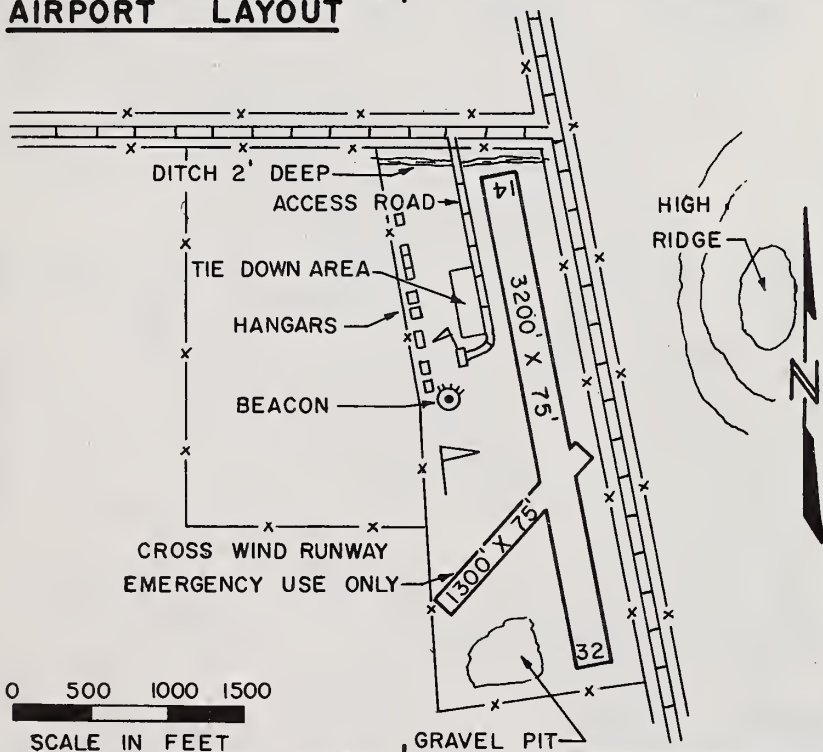 AIRPORT LAYOUT
DITCH 2' DEEP
ACCESS ROAD
14
HIGH
RIDGE
TIE DOWN AREA
3200' X 75'
HANGARS
N
BEACON
CROSS WIND RUNWAY
EMERGENCY USE ONLY
1300' X 75'
32
0 500 1000 1500
SCALE IN FEET
GRAVEL PIT